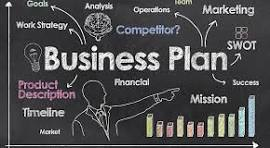 Goals
Analysis
Team
Operations
Marketing
Work Strategy
Competitor?
SWOT
Business Plan
Product
Description
Financial
Success
Timeline
Mission
Market